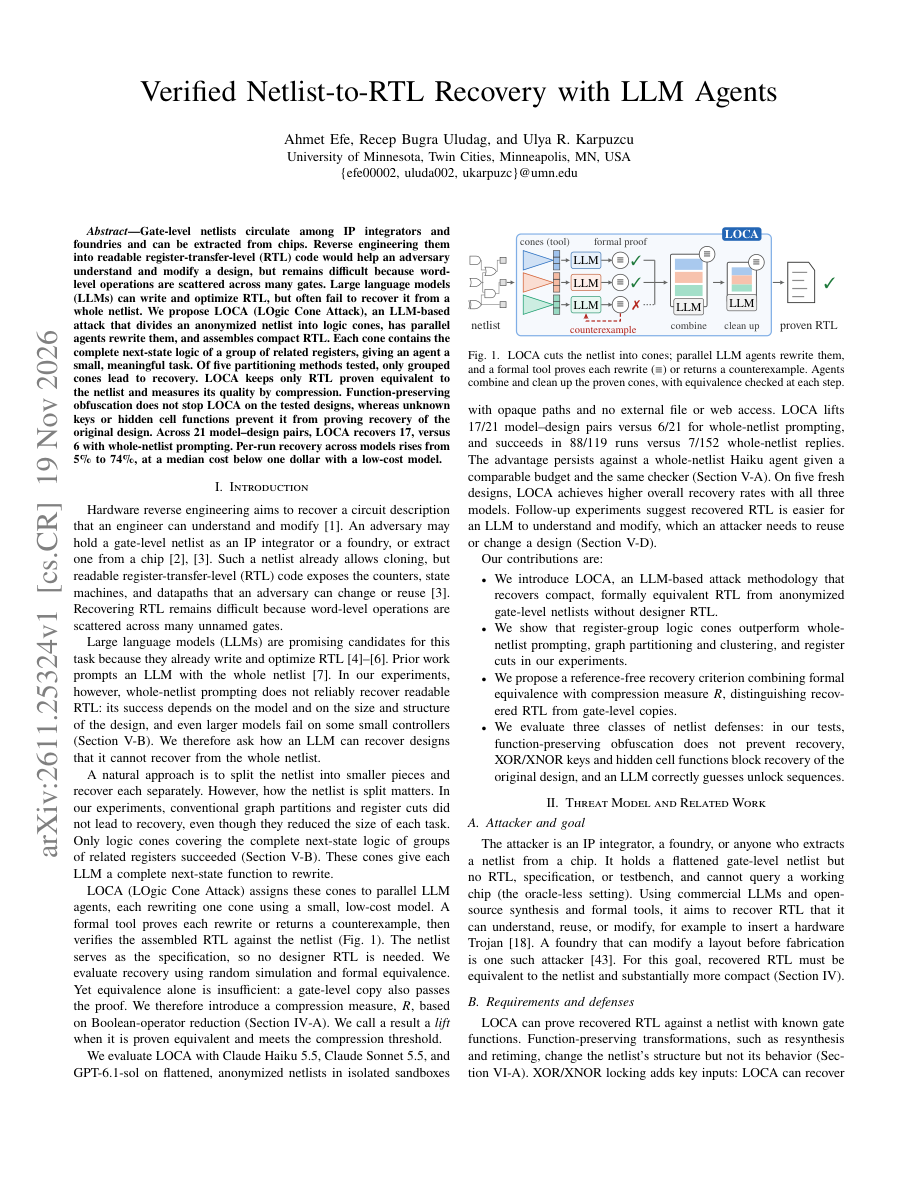 Verified Netlist-to-RTL Recovery with LLM Agents
Ahmet Efe, Recep Bugra Uludag, and Ulya R. Karpuzcu
University of Minnesota, Twin Cities, Minneapolis, MN, USA
{efe00002, uluda002, ukarpuzc}@umn.edu
arXiv:2611.25324v1 [cs.CR] 19 Nov 2026
Abstract—Gate-level netlists circulate among IP integrators and
foundries and can be extracted from chips. Reverse engineering them
into readable register-transfer-level (RTL) code would help an adversary
understand and modify a design, but remains difficult because word-
level operations are scattered across many gates. Large language models
(LLMs) can write and optimize RTL, but often fail to recover it from a
whole netlist. We propose LOCA (LOgic Cone Attack), an LLM-based
attack that divides an anonymized netlist into logic cones, has parallel
agents rewrite them, and assembles compact RTL. Each cone contains the
complete next-state logic of a group of related registers, giving an agent a
small, meaningful task. Of five partitioning methods tested, only grouped
cones lead to recovery. LOCA keeps only RTL proven equivalent to
the netlist and measures its quality by compression. Function-preserving
obfuscation does not stop LOCA on the tested designs, whereas unknown
keys or hidden cell functions prevent it from proving recovery of the
original design. Across 21 model–design pairs, LOCA recovers 17, versus
6 with whole-netlist prompting. Per-run recovery across models rises from
5% to 74%, at a median cost below one dollar with a low-cost model.
I. Introduction
Hardware reverse engineering aims to recover a circuit description
that an engineer can understand and modify [1]. An adversary may
hold a gate-level netlist as an IP integrator or a foundry, or extract
one from a chip [2], [3]. Such a netlist already allows cloning, but
readable register-transfer-level (RTL) code exposes the counters, state
machines, and datapaths that an adversary can change or reuse [3].
Recovering RTL remains difficult because word-level operations are
scattered across many unnamed gates.
Large language models (LLMs) are promising candidates for this
task because they already write and optimize RTL [4]–[6]. Prior work
prompts an LLM with the whole netlist [7]. In our experiments,
however, whole-netlist prompting does not reliably recover readable
RTL: its success depends on the model and on the size and structure
of the design, and even larger models fail on some small controllers
(Section V-B). We therefore ask how an LLM can recover designs
that it cannot recover from the whole netlist.
A natural approach is to split the netlist into smaller pieces and
recover each separately. However, how the netlist is split matters. In
our experiments, conventional graph partitions and register cuts did
not lead to recovery, even though they reduced the size of each task.
Only logic cones covering the complete next-state logic of groups
of related registers succeeded (Section V-B). These cones give each
LLM a complete next-state function to rewrite.
LOCA (LOgic Cone Attack) assigns these cones to parallel LLM
agents, each rewriting one cone using a small, low-cost model. A
formal tool proves each rewrite or returns a counterexample, then
verifies the assembled RTL against the netlist (Fig. 1). The netlist
serves as the specification, so no designer RTL is needed. We
evaluate recovery using random simulation and formal equivalence.
Yet equivalence alone is insufficient: a gate-level copy also passes
the proof. We therefore introduce a compression measure, R, based
on Boolean-operator reduction (Section IV-A). We call a result a lift
when it is proven equivalent and meets the compression threshold.
We evaluate LOCA with Claude Haiku 5.5, Claude Sonnet 5.5, and
GPT-6.1-sol on flattened, anonymized netlists in isolated sandboxes
LOCA
cones (tool) formal proof
LLM ≡ ✓
LLM ≡ ✓
LLM ≡ ✗
counterexample
≡
LLM
≡
LLM
✓
netlist combine clean up proven RTL
Fig. 1. LOCA cuts the netlist into cones; parallel LLM agents rewrite them,
and a formal tool proves each rewrite (≡) or returns a counterexample. Agents
combine and clean up the proven cones, with equivalence checked at each step.
with opaque paths and no external file or web access. LOCA lifts
17/21 model–design pairs versus 6/21 for whole-netlist prompting,
and succeeds in 88/119 runs versus 7/152 whole-netlist replies.
The advantage persists against a whole-netlist Haiku agent given a
comparable budget and the same checker (Section V-A). On five fresh
designs, LOCA achieves higher overall recovery rates with all three
models. Follow-up experiments suggest recovered RTL is easier for
an LLM to understand and modify, which an attacker needs to reuse
or change a design (Section V-D).
Our contributions are:
• We introduce LOCA, an LLM-based attack methodology that
recovers compact, formally equivalent RTL from anonymized
gate-level netlists without designer RTL.
• We show that register-group logic cones outperform whole-
netlist prompting, graph partitioning and clustering, and register
cuts in our experiments.
• We propose a reference-free recovery criterion combining formal
equivalence with compression measure R, distinguishing recov-
ered RTL from gate-level copies.
• We evaluate three classes of netlist defenses: in our tests,
function-preserving obfuscation does not prevent recovery,
XOR/XNOR keys and hidden cell functions block recovery of the
original design, and an LLM correctly guesses unlock sequences.
II. Threat Model and Related Work
A. Attacker and goal
The attacker is an IP integrator, a foundry, or anyone who extracts
a netlist from a chip. It holds a flattened gate-level netlist but
no RTL, specification, or testbench, and cannot query a working
chip (the oracle-less setting). Using commercial LLMs and open-
source synthesis and formal tools, it aims to recover RTL that it
can understand, reuse, or modify, for example to insert a hardware
Trojan [18]. A foundry that can modify a layout before fabrication
is one such attacker [43]. For this goal, recovered RTL must be
equivalent to the netlist and substantially more compact (Section IV).
B. Requirements and defenses
LOCA can prove recovered RTL against a netlist with known gate
functions. Function-preserving transformations, such as resynthesis
and retiming, change the netlist's structure but not its behavior (Sec-
tion VI-A). XOR/XNOR locking adds key inputs: LOCA can recover